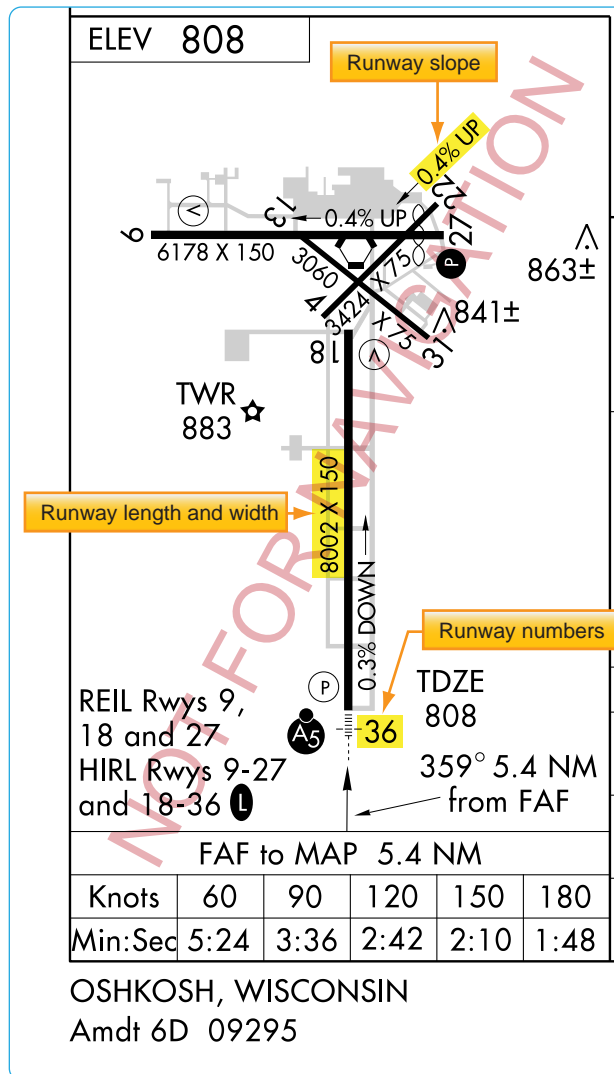 ELEV 808
Runway slope
0.4% UP
22
13
0.4% UP
9
27
6178 X 150
P
863±
3060 X 75
4
3424 X 75
841±
31
18
V
V
TWR
883
Runway length and width
8002 X 150
0.3% DOWN
Runway numbers
P
TDZE
808
REIL Rwys 9,
18 and 27
A5
36
HIRL Rwys 9-27
and 18-36 L
359° 5.4 NM
from FAF
FAF to MAP 5.4 NM
Knots 60 90 120 150 180
Min:Sec 5:24 3:36 2:42 2:10 1:48
OSHKOSH, WISCONSIN
Amdt 6D 09295
NOT FOR NAVIGATION